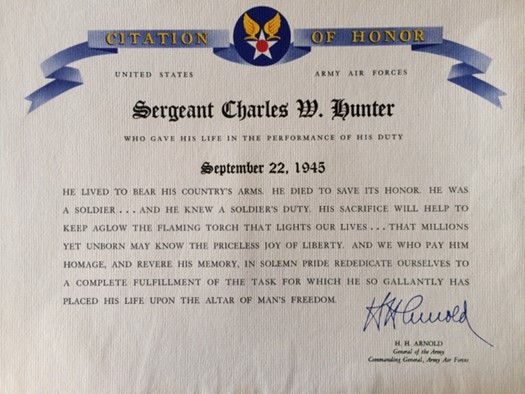 CITATION OF HONOR
UNITED STATES ARMY AIR FORCES
Sergeant Charles W. Hunter
WHO GAVE HIS LIFE IN THE PERFORMANCE OF HIS DUTY
September 22, 1945
HE LIVED TO BEAR HIS COUNTRY'S ARMS. HE DIED TO SAVE ITS HONOR. HE WAS
A SOLDIER . . . AND HE KNEW A SOLDIER'S DUTY. HIS SACRIFICE WILL HELP TO
KEEP AGLOW THE FLAMING TORCH THAT LIGHTS OUR LIVES . . . THAT MILLIONS
YET UNBORN MAY KNOW THE PRICELESS JOY OF LIBERTY. AND WE WHO PAY HIM
HOMAGE, AND REVERE HIS MEMORY, IN SOLEMN PRIDE REDEDICATE OURSELVES TO
A COMPLETE FULFILLMENT OF THE TASK FOR WHICH HE SO GALLANTLY HAS
PLACED HIS LIFE UPON THE ALTAR OF MAN'S FREEDOM.
H H Arnold
H. H. ARNOLD
General of the Army
Commanding General, Army Air Forces